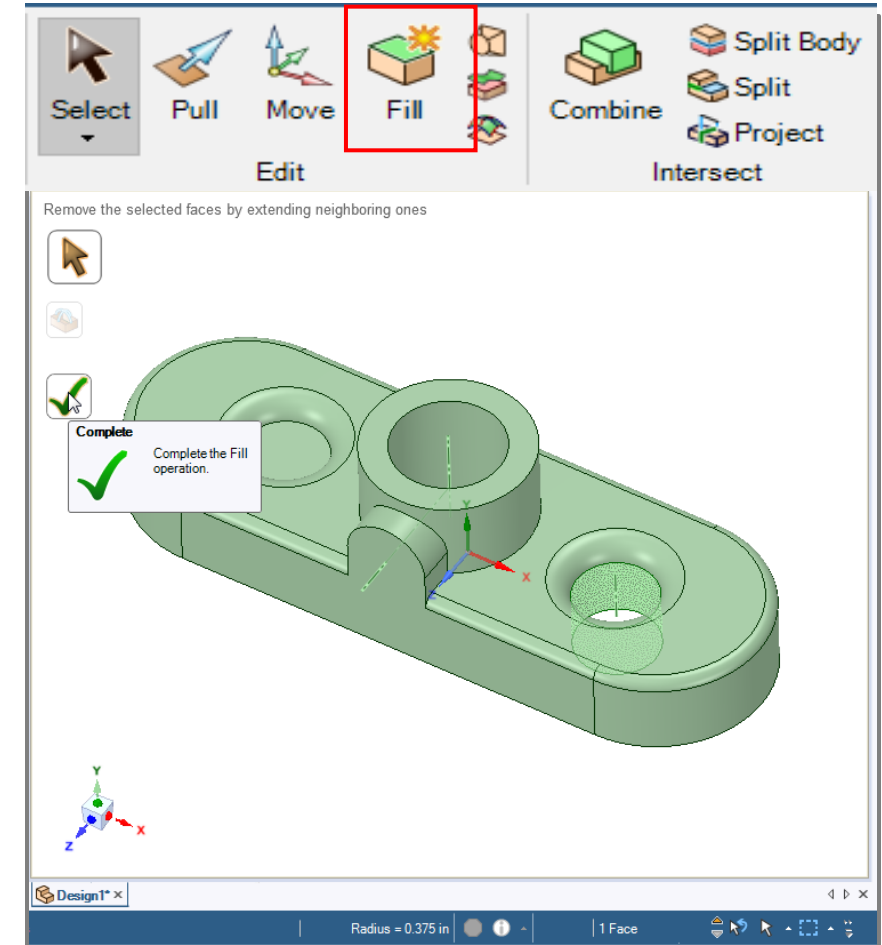 Select
Pull
Move
Fill
Combine
Split Body
Split
Project
Edit
Intersect
Remove the selected faces by extending neighboring ones
Complete
Complete the Fill
operation.
Y
X
Z
Y
X
Z
Design1* ×
Radius = 0.375 in
1 Face